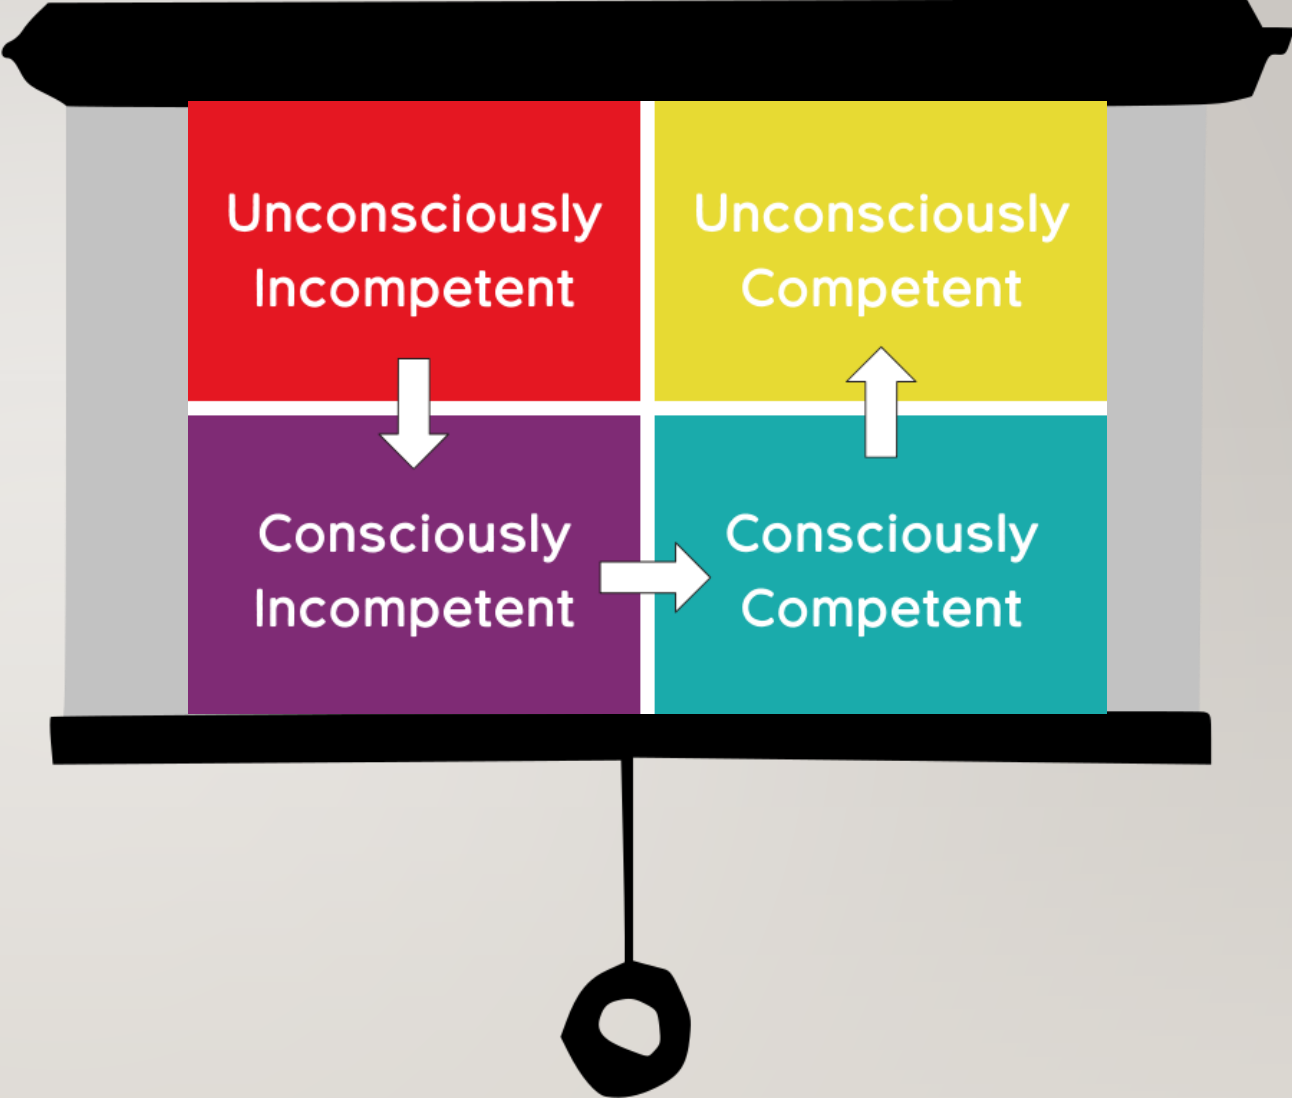 Unconsciously
Incompetent
Unconsciously
Competent
Consciously
Incompetent
Consciously
Competent